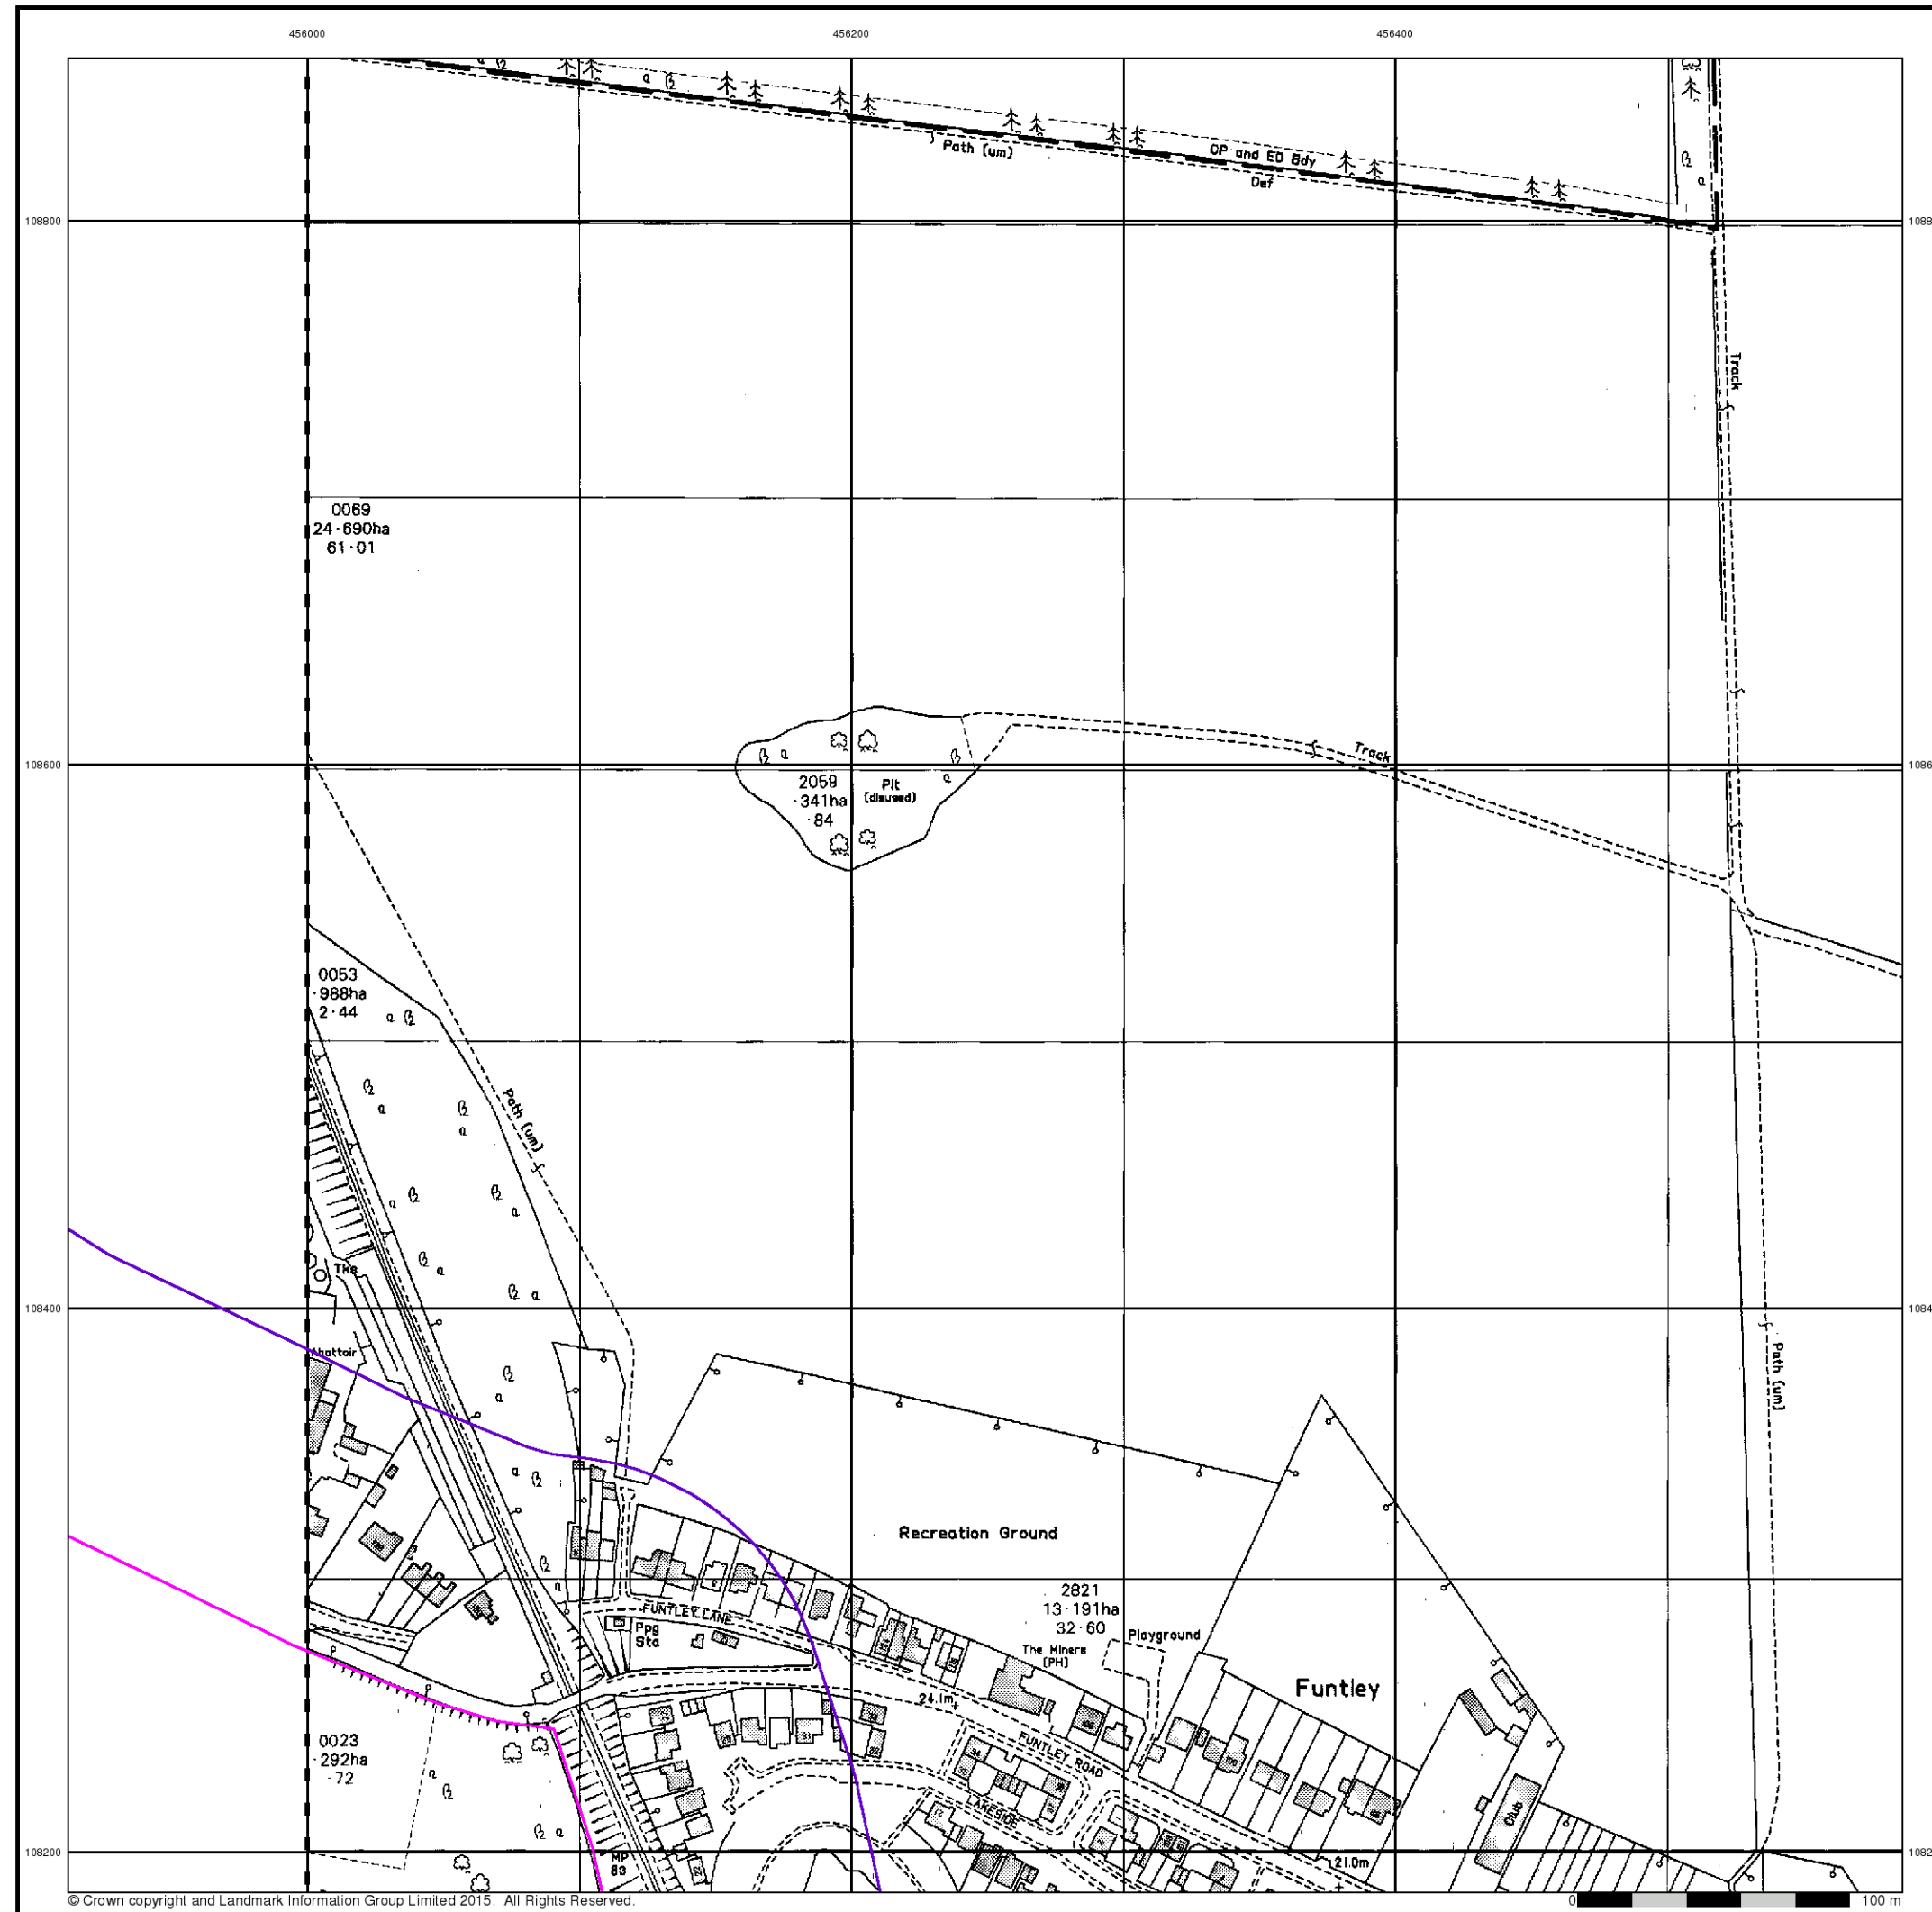 456000
456200
456400
CP and ED Bdy
Path (um)
Def
108800
1088
Track
0069
24·690ha
61·01
108600
1086
Track
2059
·341ha
·84
Pit
(disused)
0053
·988ha
2·44
Path (um)
Tks
108400
1084
Abattoir
Path (um)
Recreation Ground
2821
13·191ha
32·60
FUNTLEY LANE
Ppg
Sta
Playground
The Miners
(PH)
Funtley
24.1m
0023
·292ha
·72
FUNTLEY ROAD
LAKESIDE
Club
108200
1082
MP
83
21.0m
© Crown copyright and Landmark Information Group Limited 2015. All Rights Reserved.
0
100 m